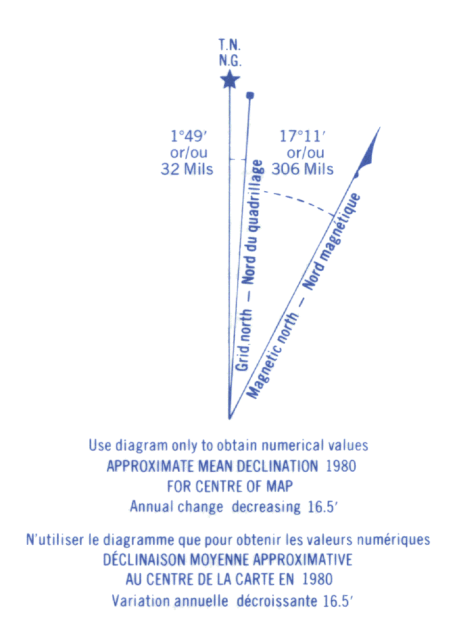 T.N.
N.G.
1°49′
or/ou
32 Mils
17°11′
or/ou
306 Mils
Grid north – Nord du quadrillage
Magnetic north – Nord magnétique
Use diagram only to obtain numerical values
APPROXIMATE MEAN DECLINATION 1980
FOR CENTRE OF MAP
Annual change decreasing 16.5′
N'utiliser le diagramme que pour obtenir les valeurs numériques
DÉCLINAISON MOYENNE APPROXIMATIVE
AU CENTRE DE LA CARTE EN 1980
Variation annuelle décroissante 16.5′